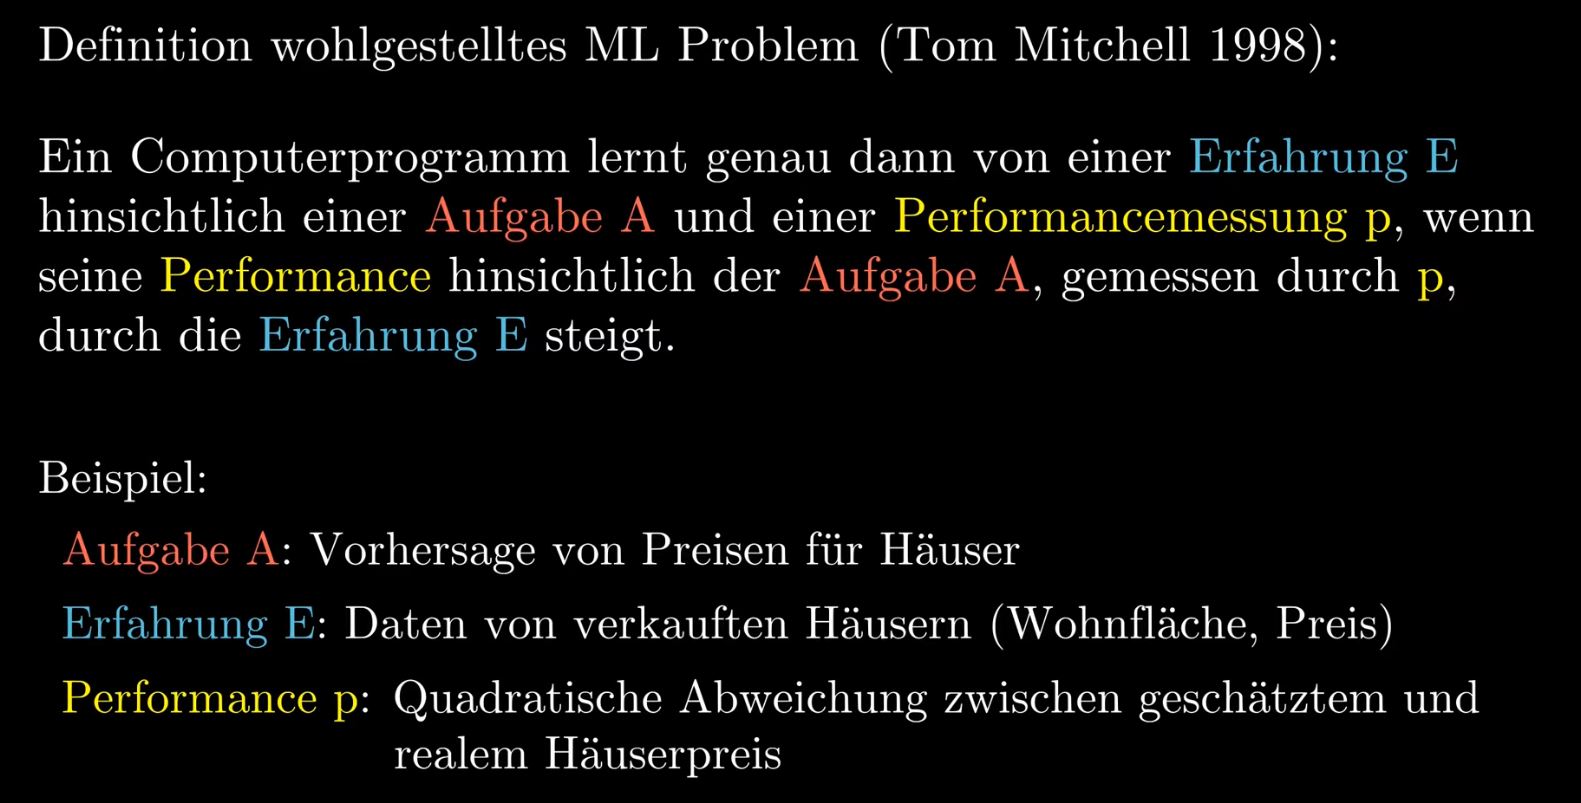 Definition wohlgestelltes ML Problem (Tom Mitchell 1998):
Ein Computerprogramm lernt genau dann von einer Erfahrung E
hinsichtlich einer Aufgabe A und einer Performancemessung p, wenn
seine Performance hinsichtlich der Aufgabe A, gemessen durch p,
durch die Erfahrung E steigt.
Beispiel:
Aufgabe A: Vorhersage von Preisen für Häuser
Erfahrung E: Daten von verkauften Häusern (Wohnfläche, Preis)
Performance p: Quadratische Abweichung zwischen geschätztem und
realem Häuserpreis